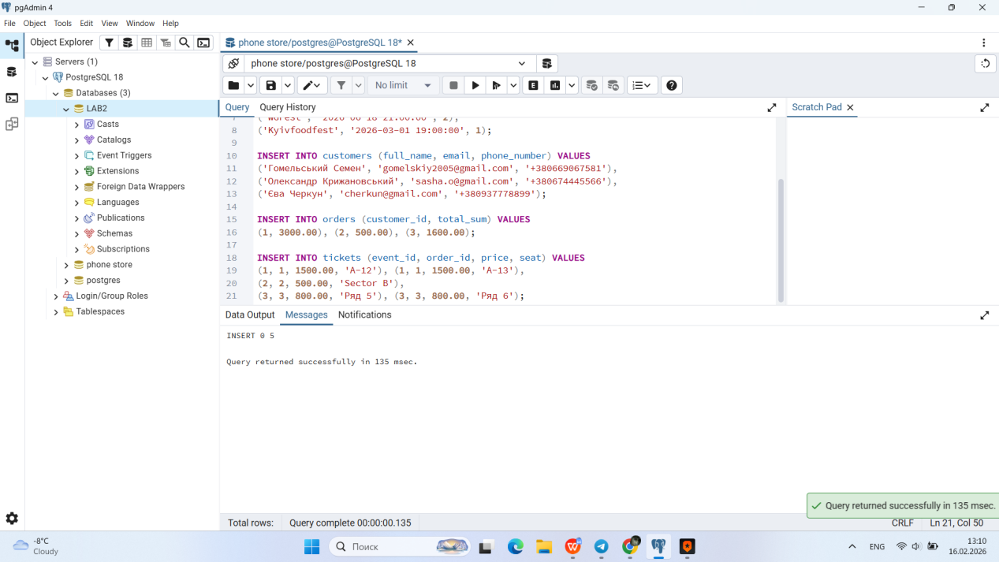 pgAdmin 4
File Object Tools Edit View Window Help
Object Explorer
phone store/postgres@PostgreSQL 18*
Servers (1)
PostgreSQL 18
Databases (3)
LAB2
Casts
Catalogs
Event Triggers
Extensions
Foreign Data Wrappers
Languages
Publications
Schemas
Subscriptions
phone store
postgres
Login/Group Roles
Tablespaces
phone store/postgres@PostgreSQL 18
No limit
E
Query Query History
Scratch Pad
7 ('WoFest', '2026-06-18 21:00:00', 2),
8 ('Kyivfoodfest', '2026-03-01 19:00:00', 1);
9
10 INSERT INTO customers (full_name, email, phone_number) VALUES
11 ('Гомельський Семен', 'gomelskiy2005@gmail.com', '+380669067581'),
12 ('Олександр Крижановський', 'sasha.o@gmail.com', '+380674445566'),
13 ('Єва Черкун', 'cherkun@gmail.com', '+380937778899');
14
15 INSERT INTO orders (customer_id, total_sum) VALUES
16 (1, 3000.00), (2, 500.00), (3, 1600.00);
17
18 INSERT INTO tickets (event_id, order_id, price, seat) VALUES
19 (1, 1, 1500.00, 'A-12'), (1, 1, 1500.00, 'A-13'),
20 (2, 2, 500.00, 'Sector B'),
21 (3, 3, 800.00, 'Ряд 5'), (3, 3, 800.00, 'Ряд 6');
Data Output Messages Notifications
INSERT 0 5
Query returned successfully in 135 msec.
Query returned successfully in 135 msec.
Total rows: Query complete 00:00:00.135
CRLF Ln 21, Col 50
-8°C
Cloudy
Поиск
ENG
13:10
16.02.2026